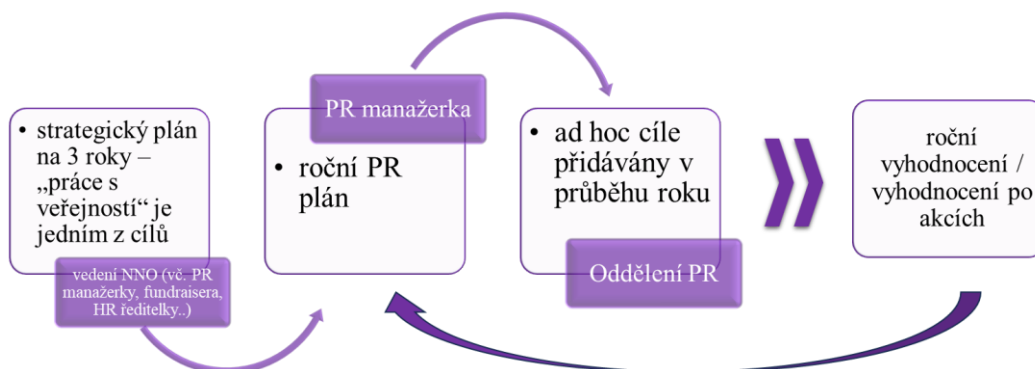 • strategický plán
na 3 roky –
„práce s
veřejností“ je
jedním z cílů
vedení NNO (vč. PR
manažerky, fundraisera,
HR ředitelky..)
PR manažerka
• roční PR
plán
• ad hoc cíle
přidávány v
průběhu roku
Oddělení PR
roční
vyhodnocení /
vyhodnocení po
akcích